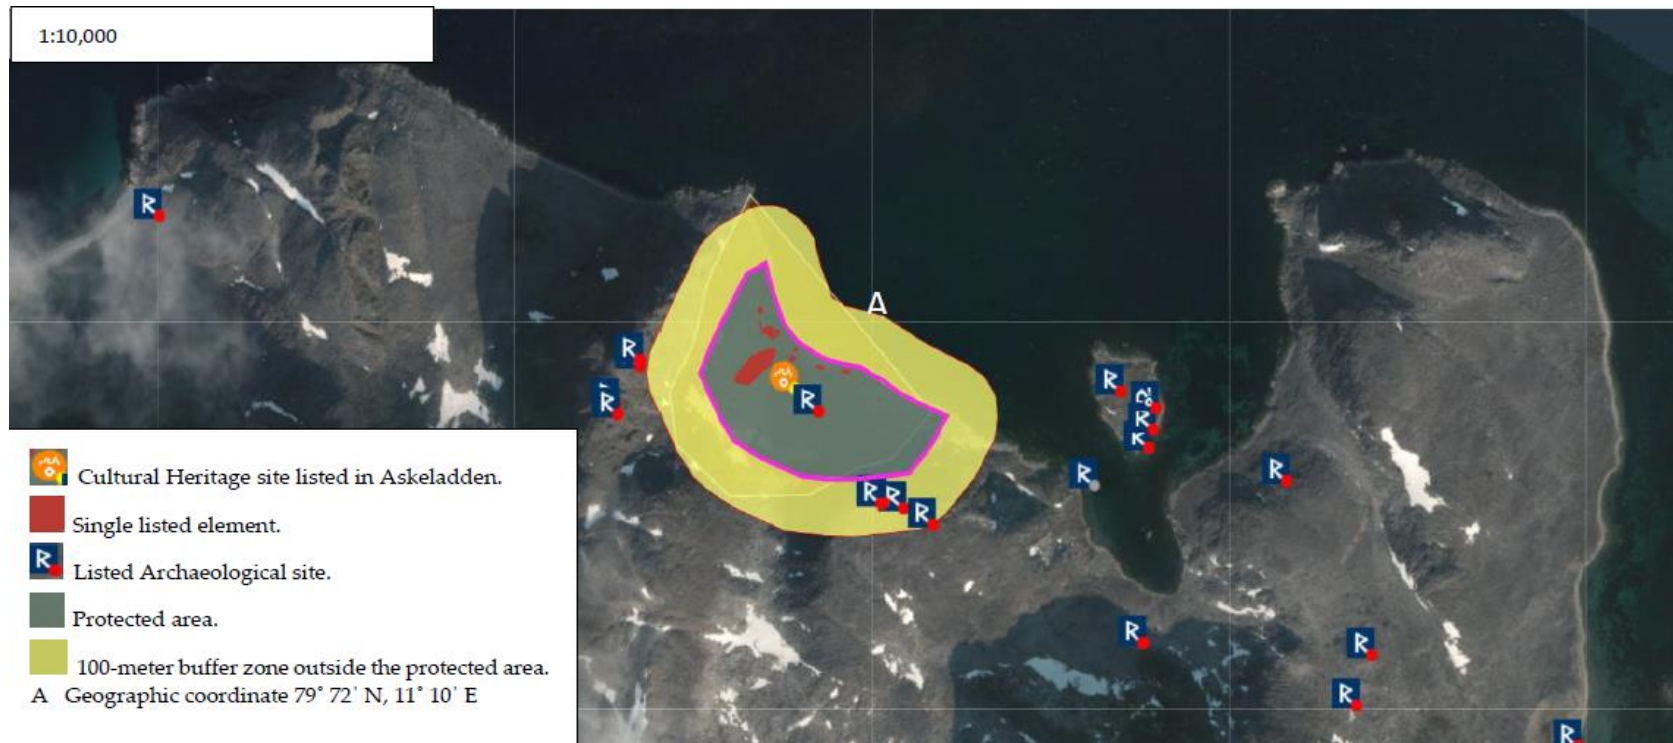 1:10,000
A
Cultural Heritage site listed in Askeladden.
Single listed element.
Listed Archaeological site.
Protected area.
100-meter buffer zone outside the protected area.
A Geographic coordinate 79° 72' N, 11° 10' E